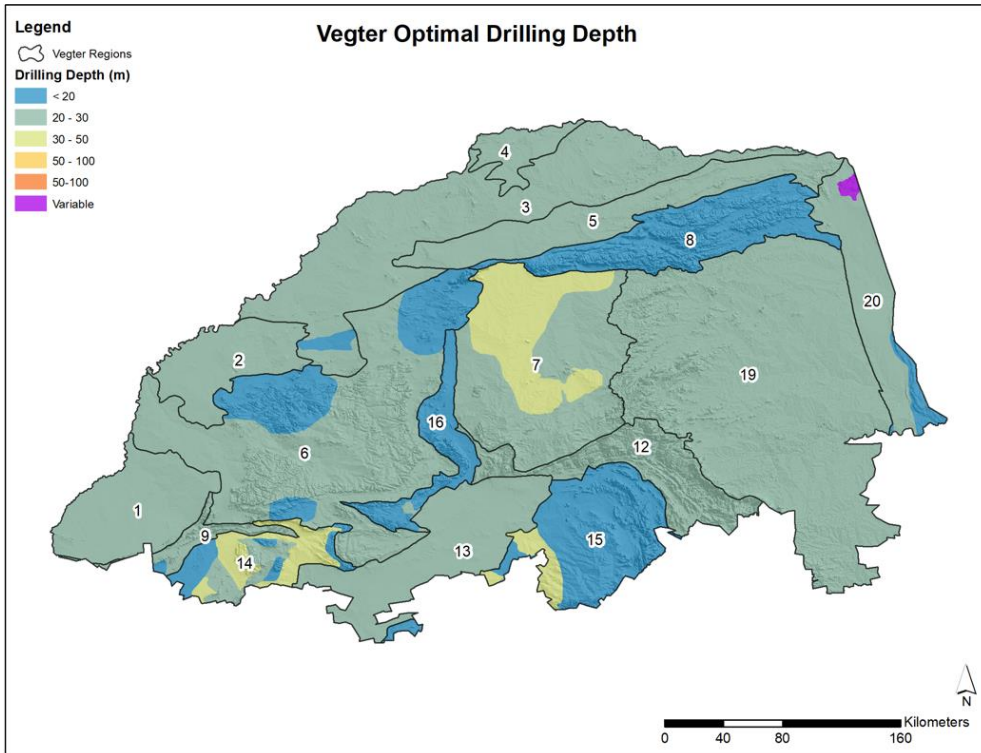 Vegter Optimal Drilling Depth
Legend
Vegter Regions
Drilling Depth (m)
< 20
20 - 30
30 - 50
50 - 100
50-100
Variable
4
3
5
8
20
2
7
19
16
12
6
1
9
14
13
15
N
Kilometers
0 40 80 160